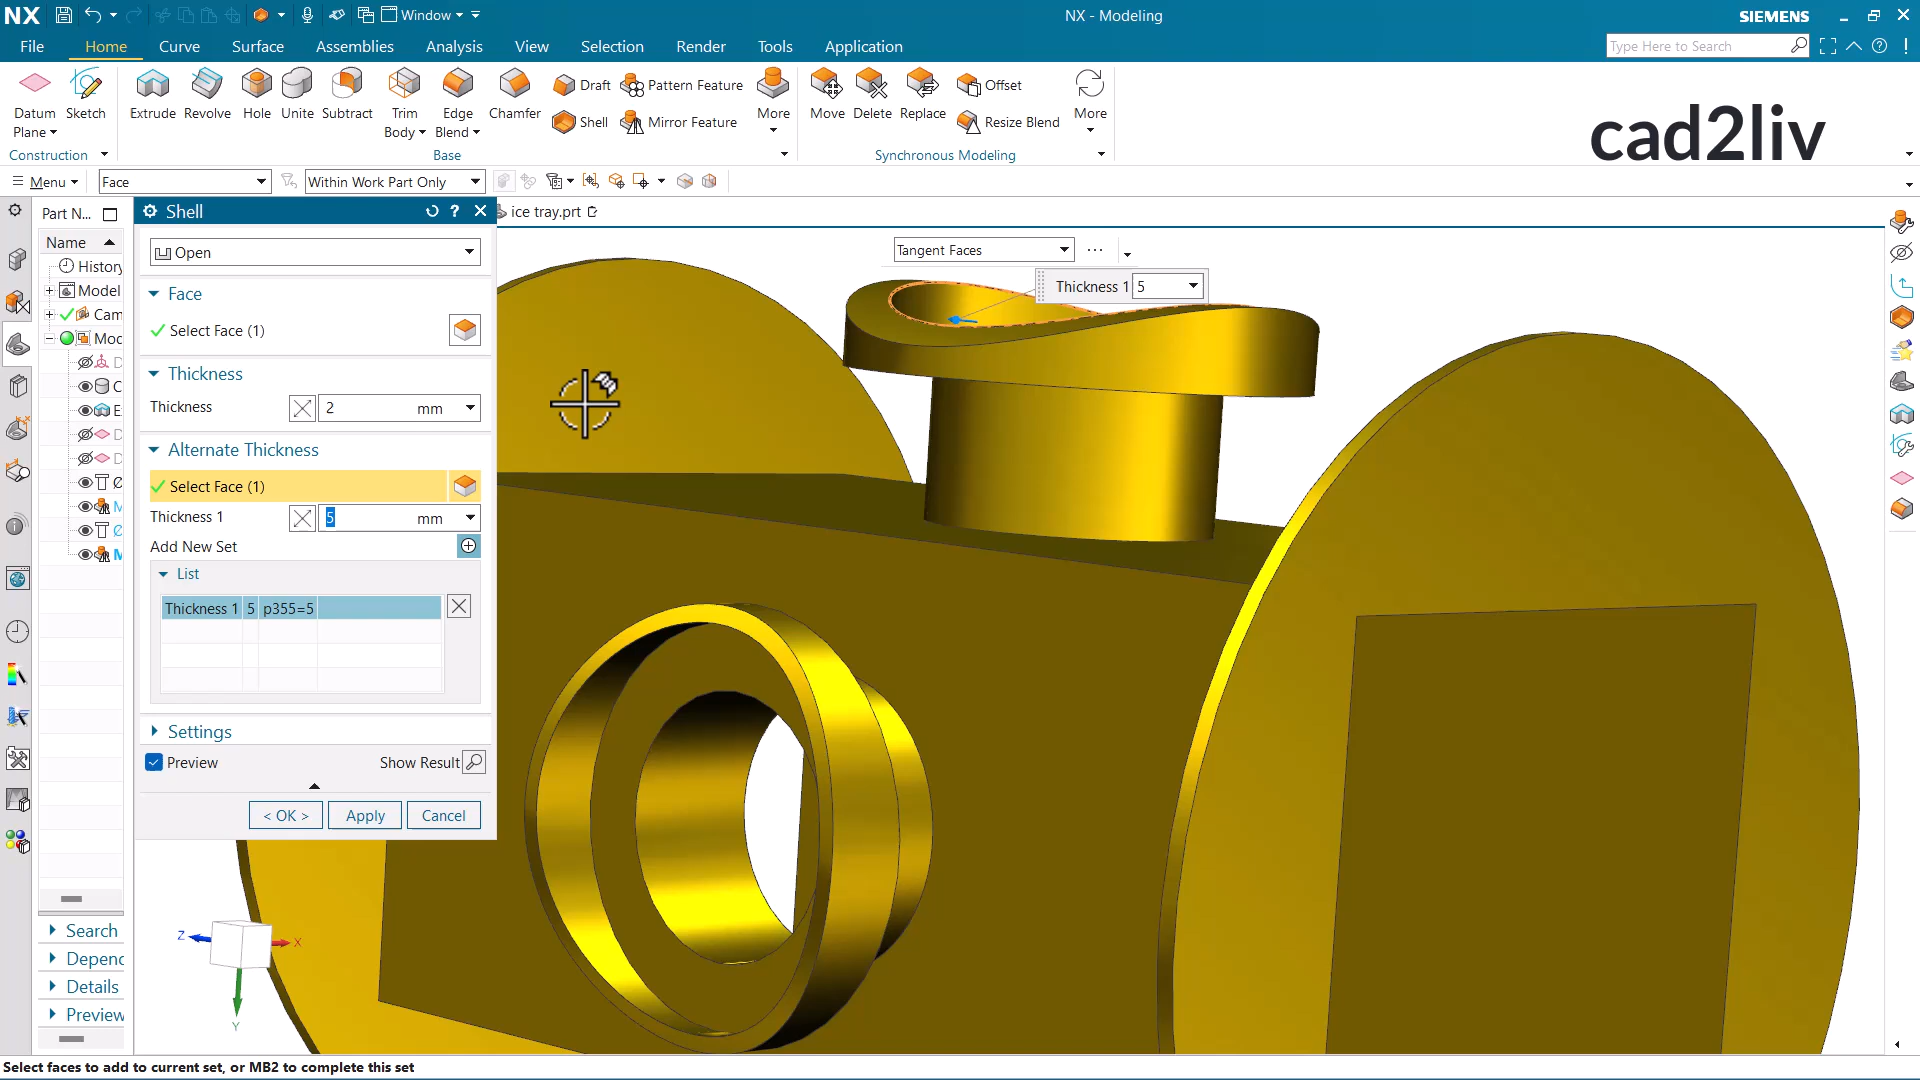 NX Window NX - Modeling SIEMENS
File Home Curve Surface Assemblies Analysis View Selection Render Tools Application Type Here to Search
Datum Plane Sketch Extrude Revolve Hole Unite Subtract Trim Body Edge Blend Chamfer Draft Shell Pattern Feature Mirror Feature More Move Delete Replace Offset Resize Blend More
cad2liv
Construction Base Synchronous Modeling
Menu Face Within Work Part Only
Part N... Shell ice tray.prt
Name
History
Model
Cam
Mod
D
C
E
D
D
Ø
M
Ø
M
Search
Depend
Details
Preview
Open
Face
Select Face (1)
Thickness
Thickness 2 mm
Alternate Thickness
Select Face (1)
Thickness 1 5 mm
Add New Set
List
Thickness 1 5 p355=5
Settings
Preview Show Result
< OK > Apply Cancel
Tangent Faces
Thickness 1 5
Z X
Y
Select faces to add to current set, or MB2 to complete this set